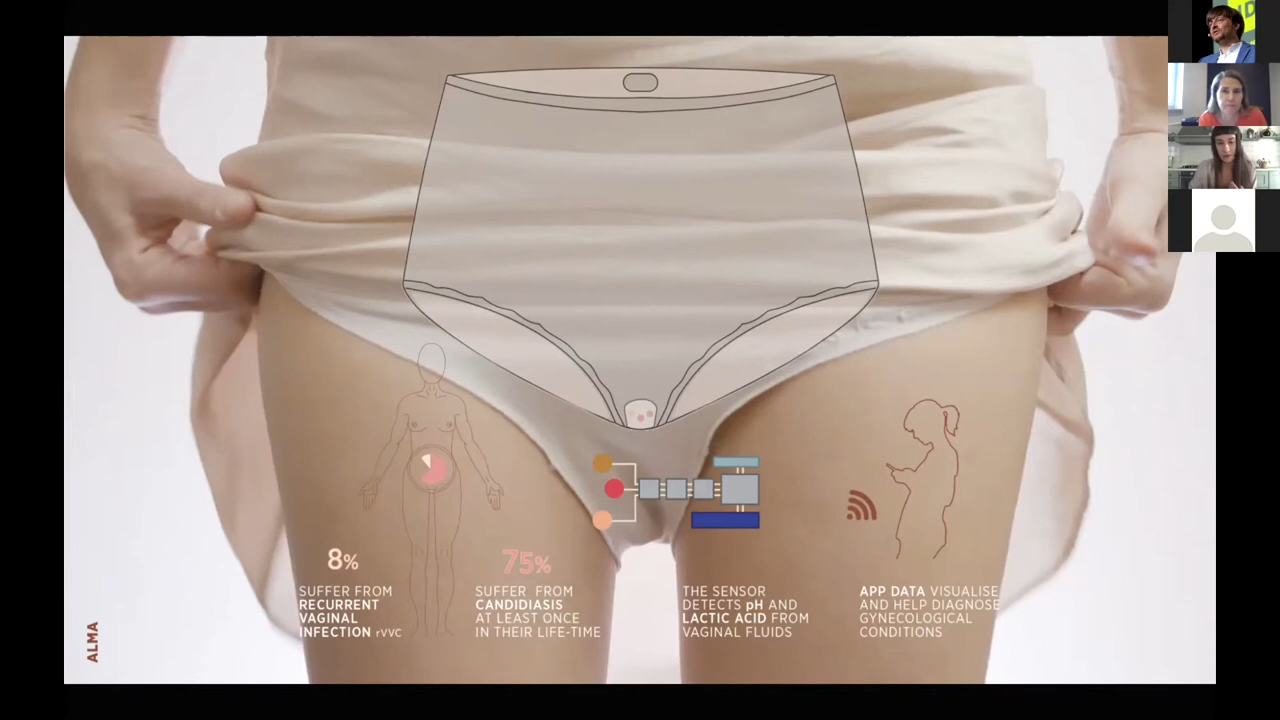 8%
SUFFER FROM
RECURRENT
VAGINAL
INFECTION rVVC
75%
SUFFER FROM
CANDIDIASIS
AT LEAST ONCE
IN THEIR LIFE-TIME
THE SENSOR
DETECTS pH AND
LACTIC ACID FROM
VAGINAL FLUIDS
APP DATA VISUALISE
AND HELP DIAGNOSE
GYNECOLOGICAL
CONDITIONS
ALMA